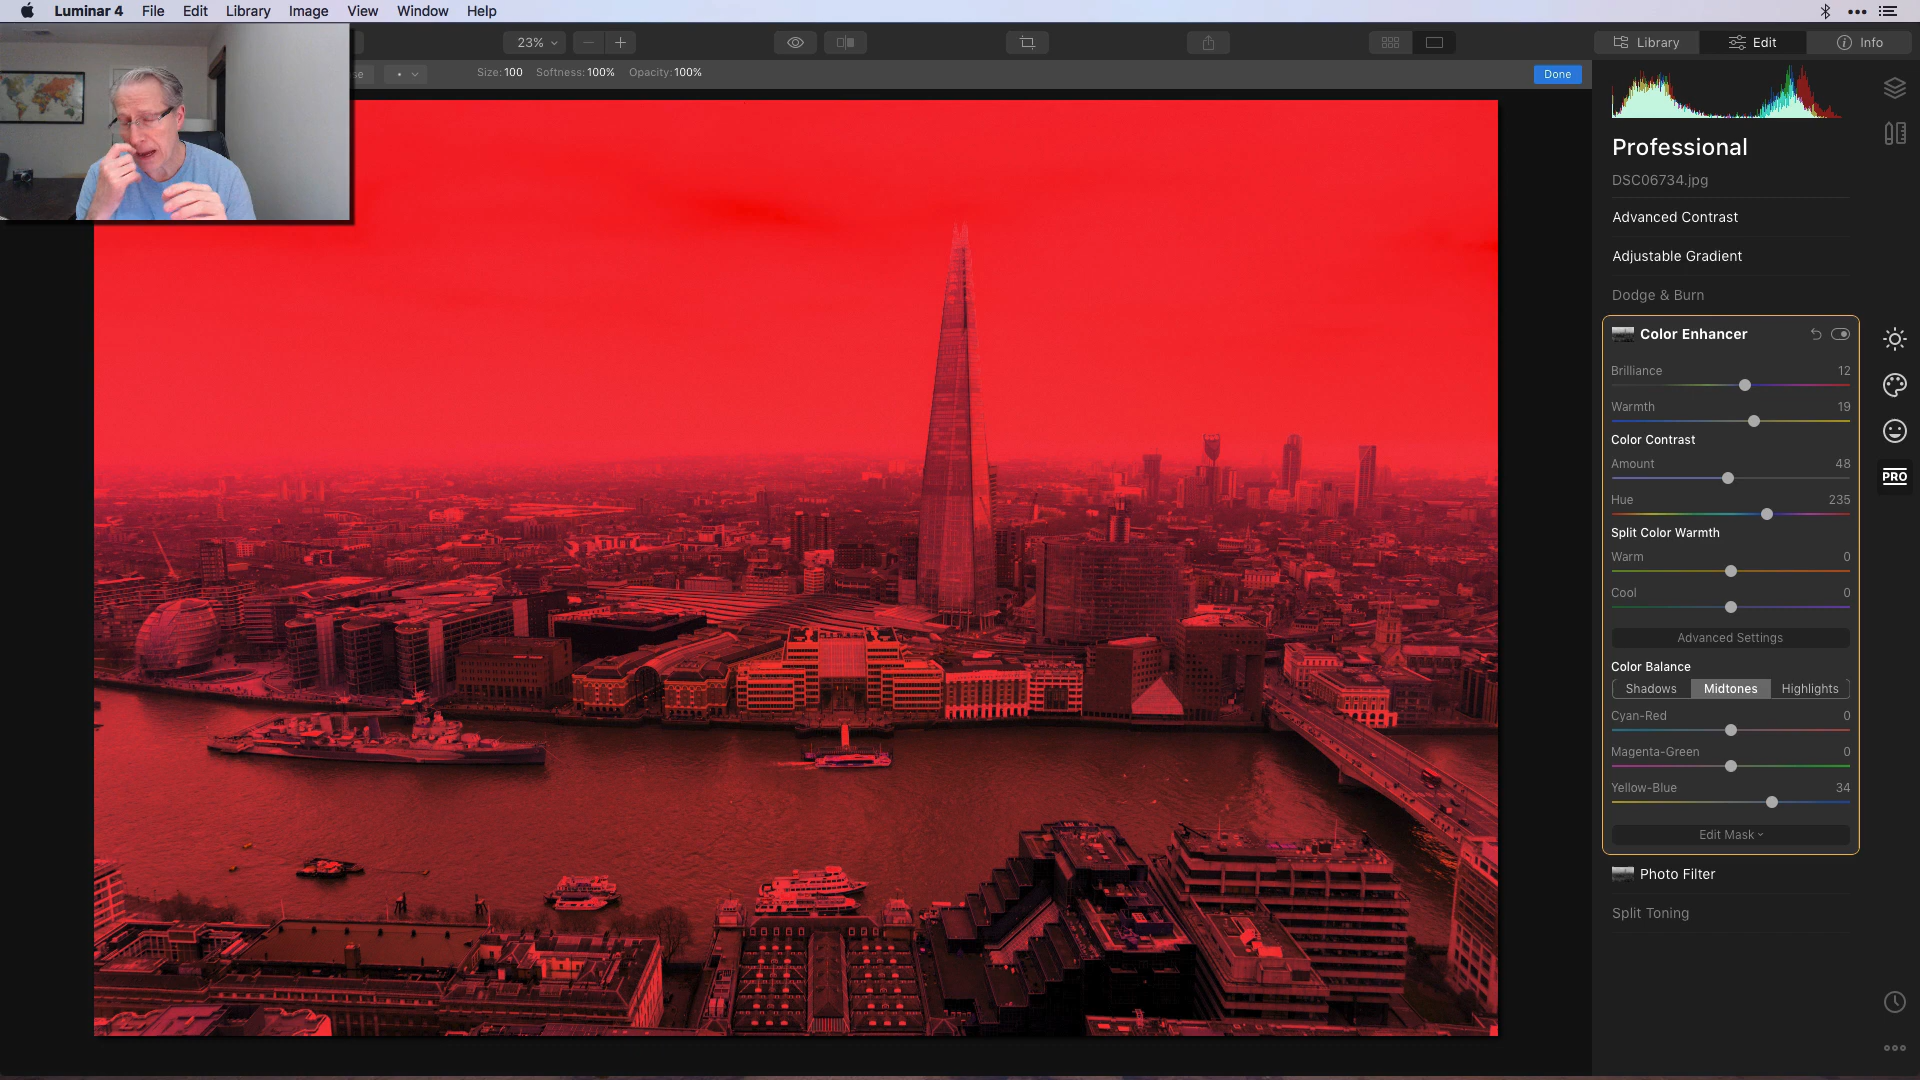 Luminar 4 File Edit Library Image View Window Help
23% Library Edit Info
se Size: 100 Softness: 100% Opacity: 100% Done
Professional
DSC06734.jpg
Advanced Contrast
Adjustable Gradient
Dodge & Burn
Color Enhancer
Brilliance 12
Warmth 19
Color Contrast
Amount 48
Hue 235
PRO
Split Color Warmth
Warm 0
Cool 0
Advanced Settings
Color Balance
Shadows Midtones Highlights
Cyan-Red 0
Magenta-Green 0
Yellow-Blue 34
Edit Mask
Photo Filter
Split Toning